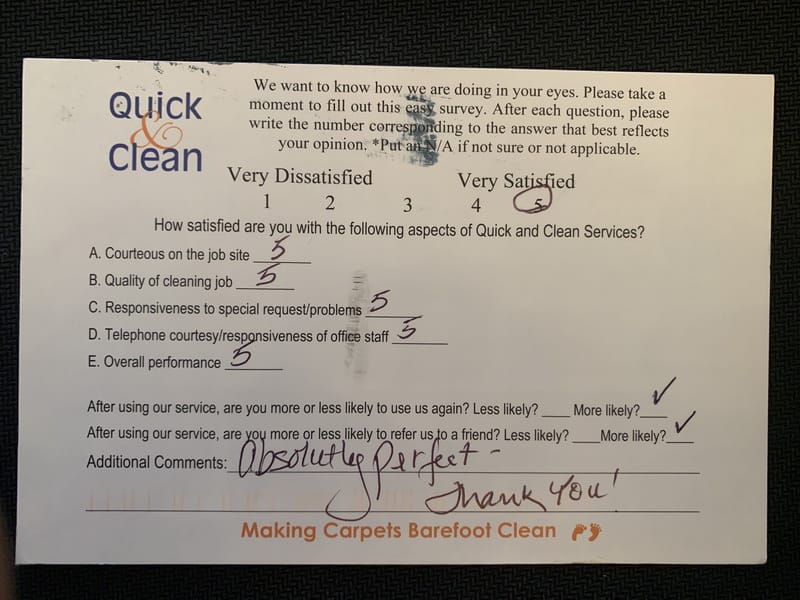 Quick
&
Clean
We want to know how we are doing in your eyes. Please take a
moment to fill out this easy survey. After each question, please
write the number corresponding to the answer that best reflects
your opinion. *Put an N/A if not sure or not applicable.
Very Dissatisfied Very Satisfied
1 2 3 4 5
How satisfied are you with the following aspects of Quick and Clean Services?
A. Courteous on the job site 5
B. Quality of cleaning job 5
C. Responsiveness to special request/problems 5
D. Telephone courtesy/responsiveness of office staff 5
E. Overall performance 5
After using our service, are you more or less likely to use us again? Less likely? ____ More likely? ✓
After using our service, are you more or less likely to refer us to a friend? Less likely? ____ More likely? ✓
Additional Comments: Absolutley perfect -
Thank You!
Making Carpets Barefoot Clean